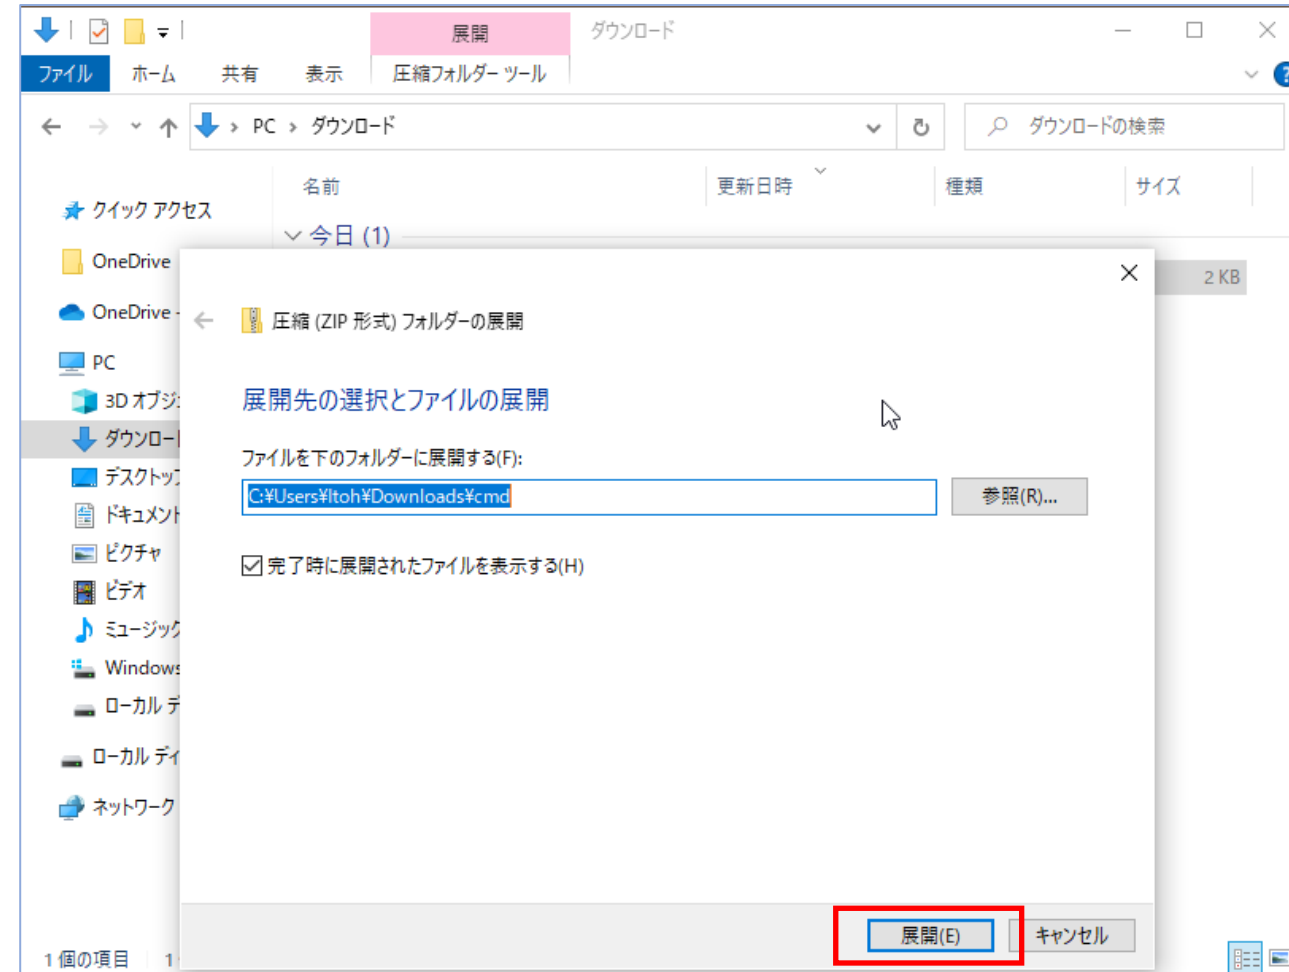 展開
ダウンロード
ファイル
ホーム
共有
表示
圧縮フォルダー ツール
PC › ダウンロード
ダウンロードの検索
名前
更新日時
種類
サイズ
クイック アクセス
今日 (1)
OneDrive
2 KB
OneDrive -
PC
3D オブジ
ダウンロー
デスクトップ
ドキュメント
ピクチャ
ビデオ
ミュージック
Windows
ローカル デ
ローカル ディ
ネットワーク
圧縮 (ZIP 形式) フォルダーの展開
展開先の選択とファイルの展開
ファイルを下のフォルダーに展開する(F):
C:¥Users¥Itoh¥Downloads¥cmd
参照(R)...
完了時に展開されたファイルを表示する(H)
展開(E)
キャンセル
1 個の項目
1